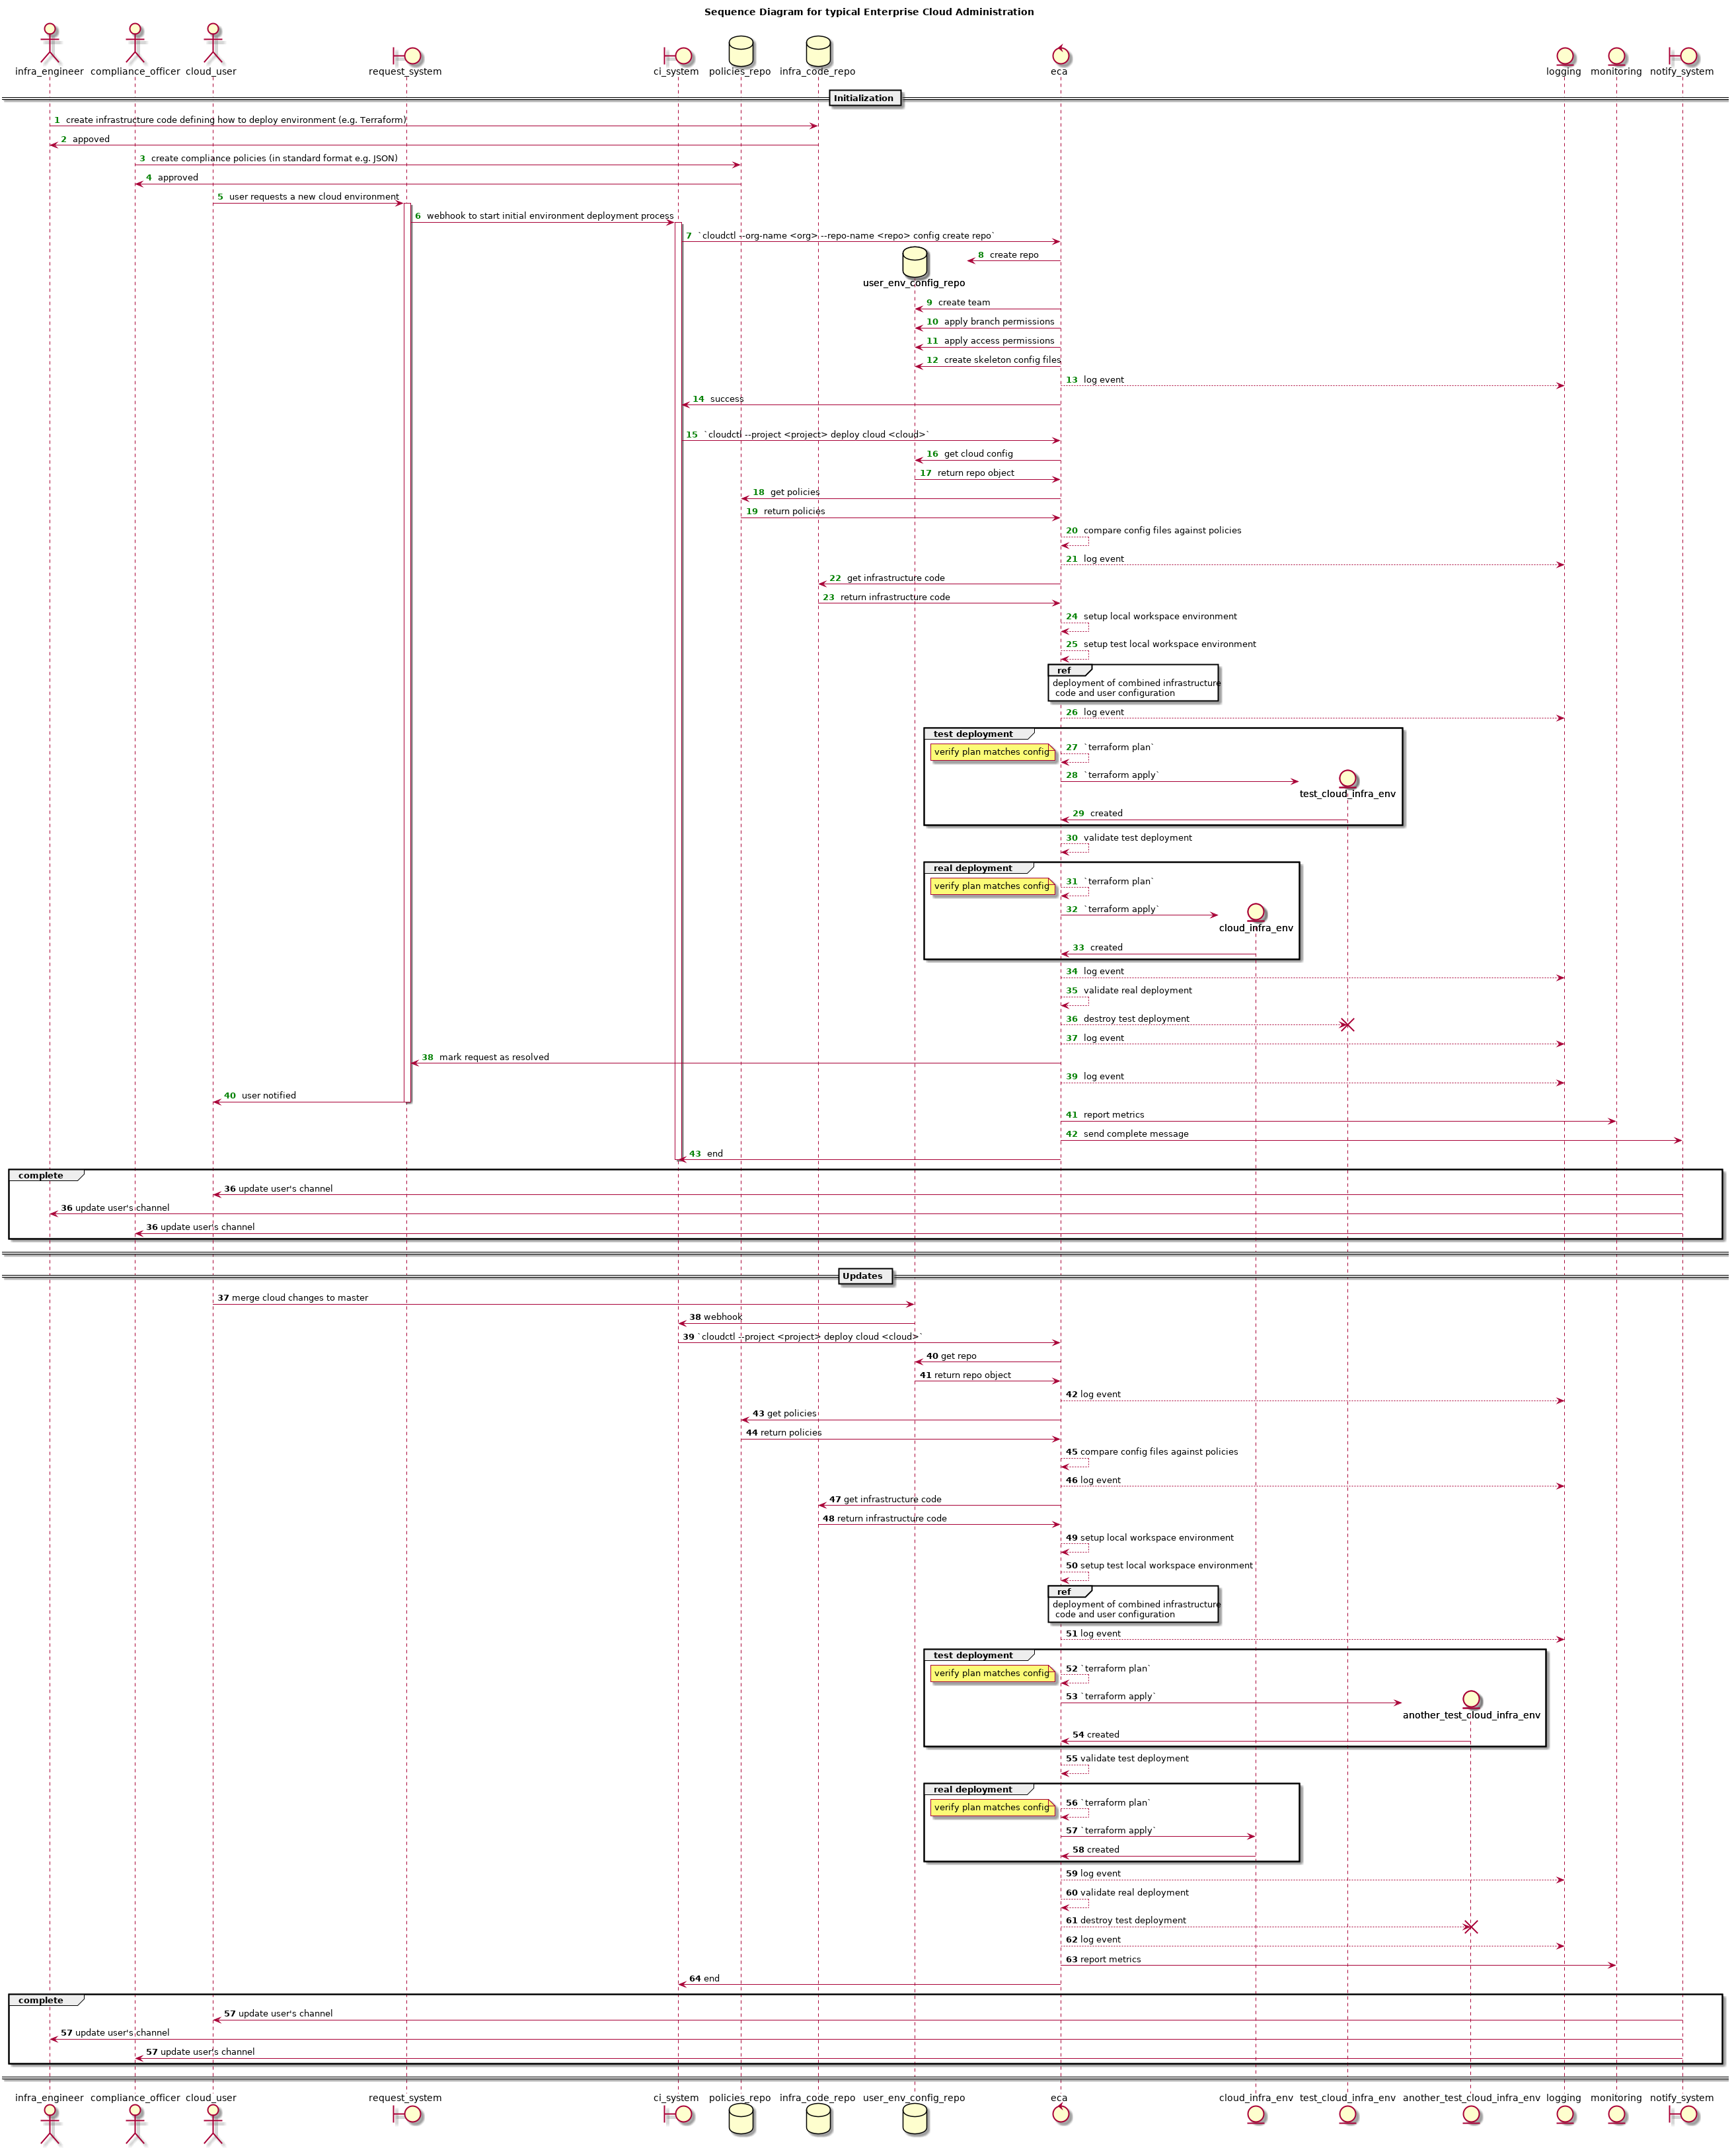 Sequence Diagram for typical Enterprise Cloud Administration
infra_engineer compliance_officer cloud_user request_system ci_system policies_repo infra_code_repo eca logging monitoring notify_system
Initialization
1 create infrastructure code defining how to deploy environment (e.g. Terraform)
2 appoved
3 create compliance policies (in standard format e.g. JSON)
4 approved
5 user requests a new cloud environment
6 webhook to start initial environment deployment process
7 `cloudctl --org-name <org> --repo-name <repo> config create repo`
8 create repo
user_env_config_repo
9 create team
10 apply branch permissions
11 apply access permissions
12 create skeleton config files
13 log event
14 success
15 `cloudctl --project <project> deploy cloud <cloud>`
16 get cloud config
17 return repo object
18 get policies
19 return policies
20 compare config files against policies
21 log event
22 get infrastructure code
23 return infrastructure code
24 setup local workspace environment
25 setup test local workspace environment
ref
deployment of combined infrastructure
code and user configuration
26 log event
test deployment
verify plan matches config 27 `terraform plan`
28 `terraform apply`
test_cloud_infra_env
29 created
30 validate test deployment
real deployment
verify plan matches config 31 `terraform plan`
32 `terraform apply`
cloud_infra_env
33 created
34 log event
35 validate real deployment
36 destroy test deployment
37 log event
38 mark request as resolved
39 log event
40 user notified
41 report metrics
42 send complete message
43 end
complete
36 update user's channel
36 update user's channel
36 update user's channel
Updates
37 merge cloud changes to master
38 webhook
39 `cloudctl --project <project> deploy cloud <cloud>`
40 get repo
41 return repo object
42 log event
43 get policies
44 return policies
45 compare config files against policies
46 log event
47 get infrastructure code
48 return infrastructure code
49 setup local workspace environment
50 setup test local workspace environment
ref
deployment of combined infrastructure
code and user configuration
51 log event
test deployment
verify plan matches config 52 `terraform plan`
53 `terraform apply`
another_test_cloud_infra_env
54 created
55 validate test deployment
real deployment
verify plan matches config 56 `terraform plan`
57 `terraform apply`
58 created
59 log event
60 validate real deployment
61 destroy test deployment
62 log event
63 report metrics
64 end
complete
57 update user's channel
57 update user's channel
57 update user's channel
infra_engineer compliance_officer cloud_user request_system ci_system policies_repo infra_code_repo user_env_config_repo eca cloud_infra_env test_cloud_infra_env another_test_cloud_infra_env logging monitoring notify_system